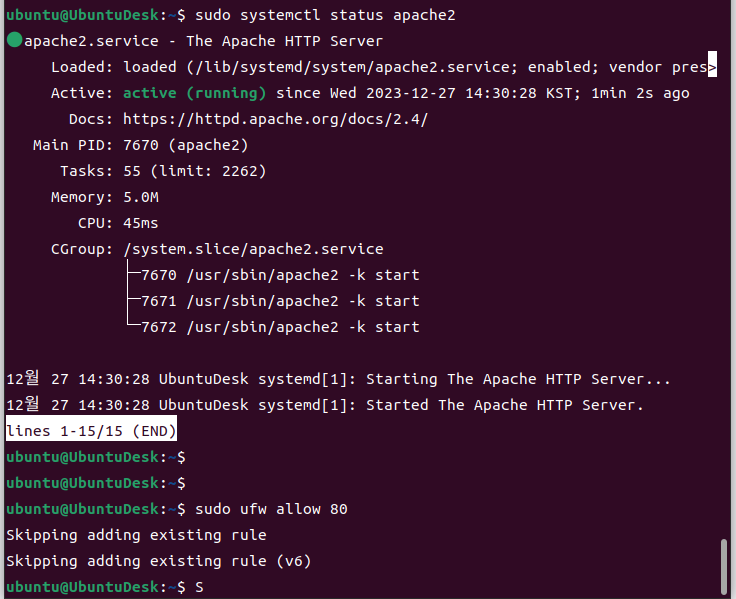 ubuntu@UbuntuDesk:~$ sudo systemctl status apache2
apache2.service - The Apache HTTP Server
Loaded: loaded (/lib/systemd/system/apache2.service; enabled; vendor pres>
Active: active (running) since Wed 2023-12-27 14:30:28 KST; 1min 2s ago
Docs: https://httpd.apache.org/docs/2.4/
Main PID: 7670 (apache2)
Tasks: 55 (limit: 2262)
Memory: 5.0M
CPU: 45ms
CGroup: /system.slice/apache2.service
├─7670 /usr/sbin/apache2 -k start
├─7671 /usr/sbin/apache2 -k start
└─7672 /usr/sbin/apache2 -k start
12월 27 14:30:28 UbuntuDesk systemd[1]: Starting The Apache HTTP Server...
12월 27 14:30:28 UbuntuDesk systemd[1]: Started The Apache HTTP Server.
lines 1-15/15 (END)
ubuntu@UbuntuDesk:~$
ubuntu@UbuntuDesk:~$
ubuntu@UbuntuDesk:~$ sudo ufw allow 80
Skipping adding existing rule
Skipping adding existing rule (v6)
ubuntu@UbuntuDesk:~$ S